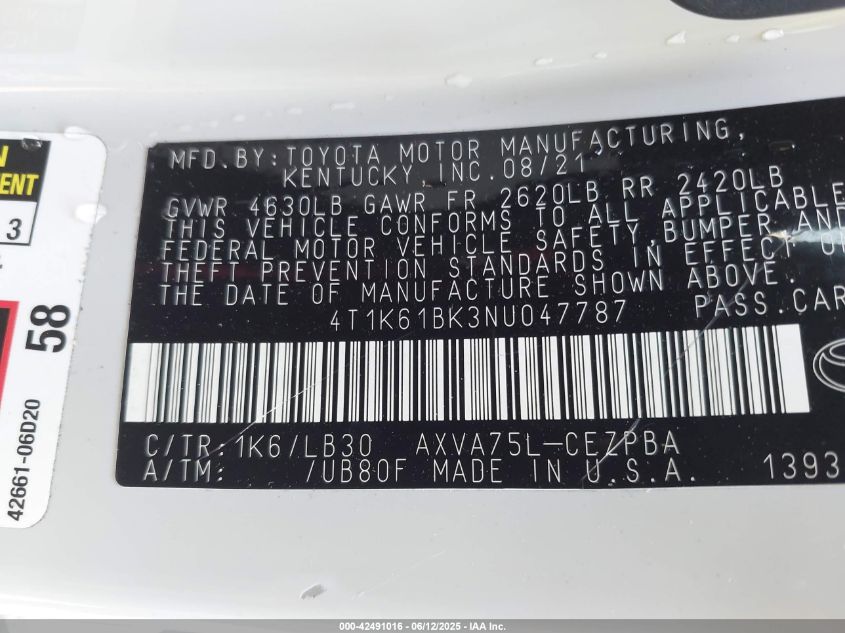 N
EMENT
3
58
42661-06D20
MFD. BY: TOYOTA MOTOR MANUFACTURING,
KENTUCKY, INC. 08/21
GVWR 4630LB GAWR FR 2620LB RR 2420LB
THIS VEHICLE CONFORMS TO ALL APPLICABLE
FEDERAL MOTOR VEHICLE SAFETY, BUMPER AND
THEFT PREVENTION STANDARDS IN EFFECT O
THE DATE OF MANUFACTURE SHOWN ABOVE.
4T1K61BK3NU047787 PASS.CAR
C/TR: 1K6/LB30 AXVA75L-CEZPBA
A/TM: /UB80F MADE IN U.S.A. 1393
000-42491016 - 06/12/2025 - IAA Inc.